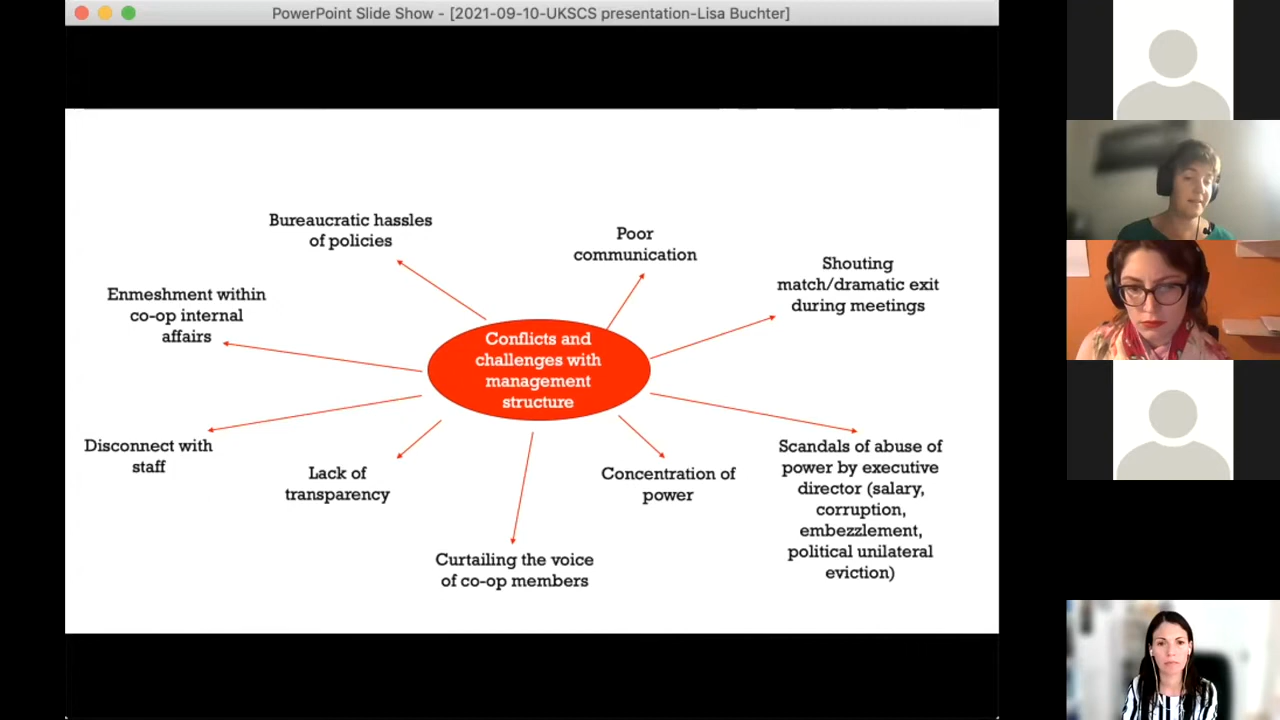 PowerPoint Slide Show - [2021-09-10-UKSCS presentation-Lisa Buchter]
Bureaucratic hassles
of policies
Poor
communication
Shouting
match/dramatic exit
during meetings
Enmeshment within
co-op internal
affairs
Conflicts and
challenges with
management
structure
Disconnect with
staff
Lack of
transparency
Curtailing the voice
of co-op members
Concentration of
power
Scandals of abuse of
power by executive
director (salary,
corruption,
embezzlement,
political unilateral
eviction)